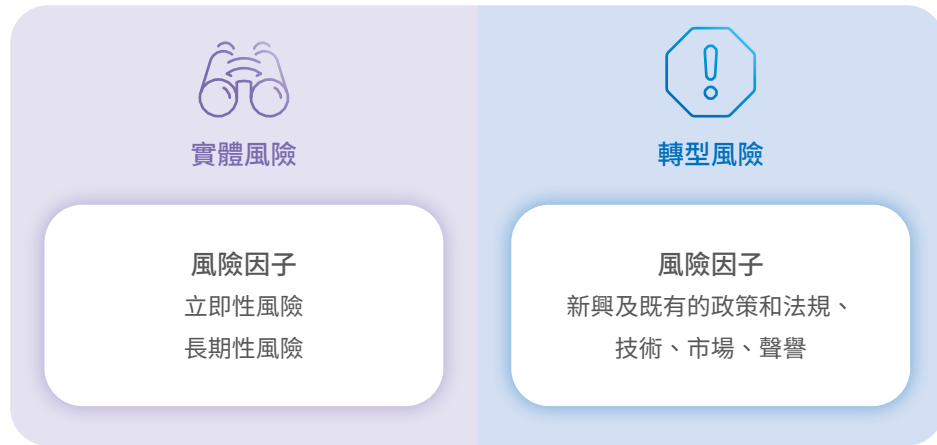 實體風險
風險因子
立即性風險
長期性風險
轉型風險
風險因子
新興及既有的政策和法規、
技術、市場、聲譽